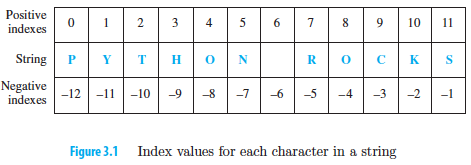 Positive indexes 0 1 2 3 4 5 6 7 8 9 10 11
String P Y T H O N R O C K S
Negative indexes –12 –11 –10 –9 –8 –7 –6 –5 –4 –3 –2 –1
Figure 3.1 Index values for each character in a string